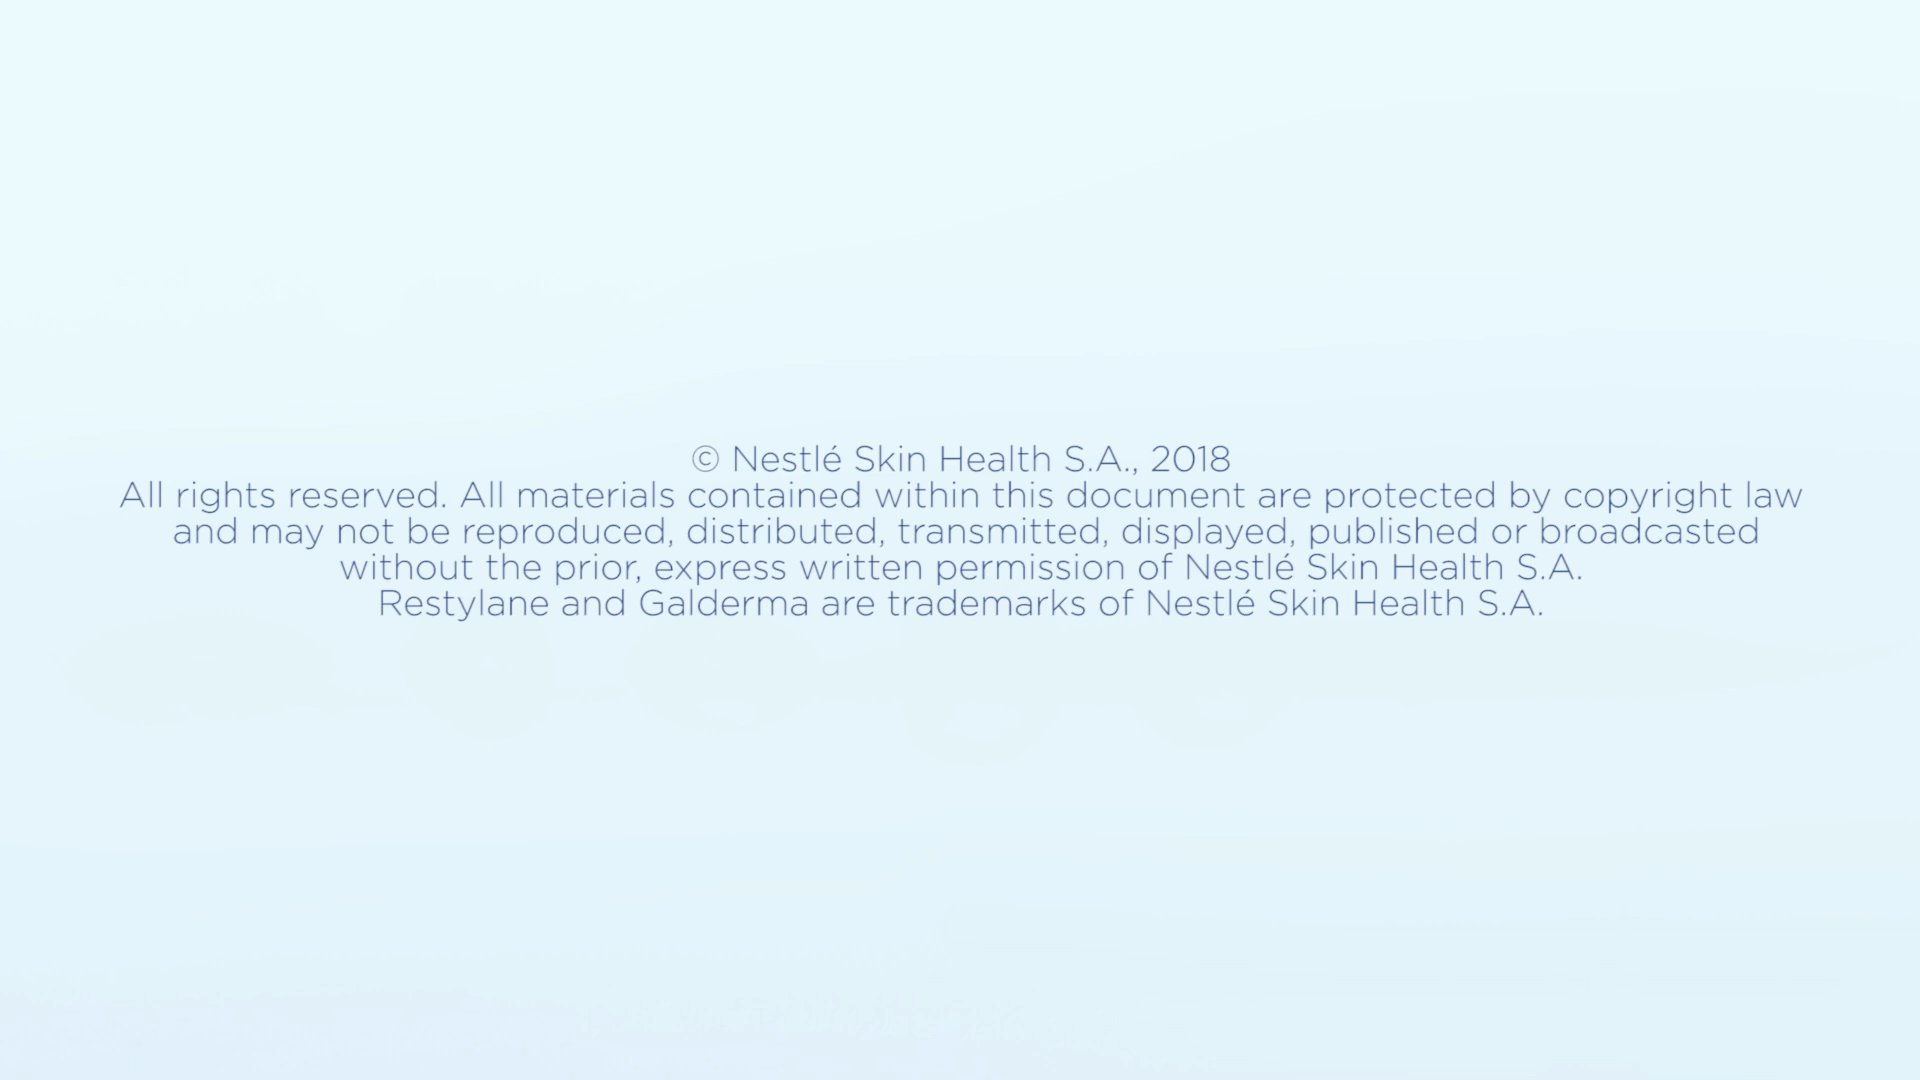 © Nestlé Skin Health S.A., 2018
All rights reserved. All materials contained within this document are protected by copyright law
and may not be reproduced, distributed, transmitted, displayed, published or broadcasted
without the prior, express written permission of Nestlé Skin Health S.A.
Restylane and Galderma are trademarks of Nestlé Skin Health S.A.